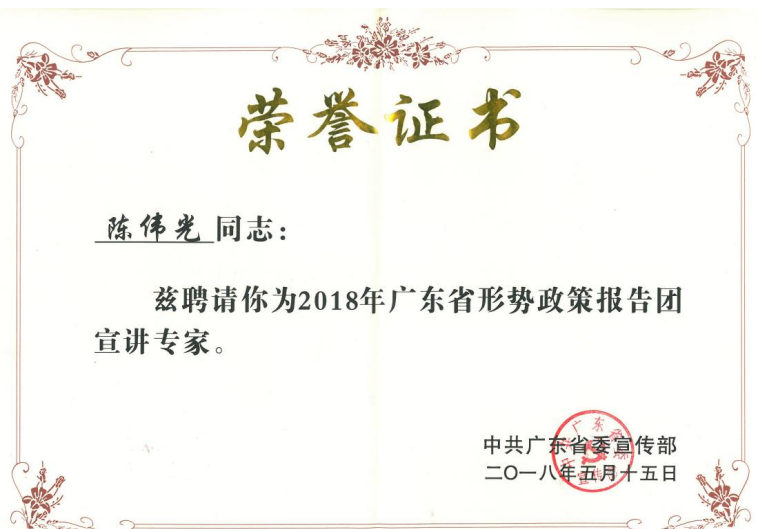 荣誉证书
陈伟光同志：
兹聘请你为2018年广东省形势政策报告团
宣讲专家。
中共广东省委宣传部
二〇一八年五月十五日